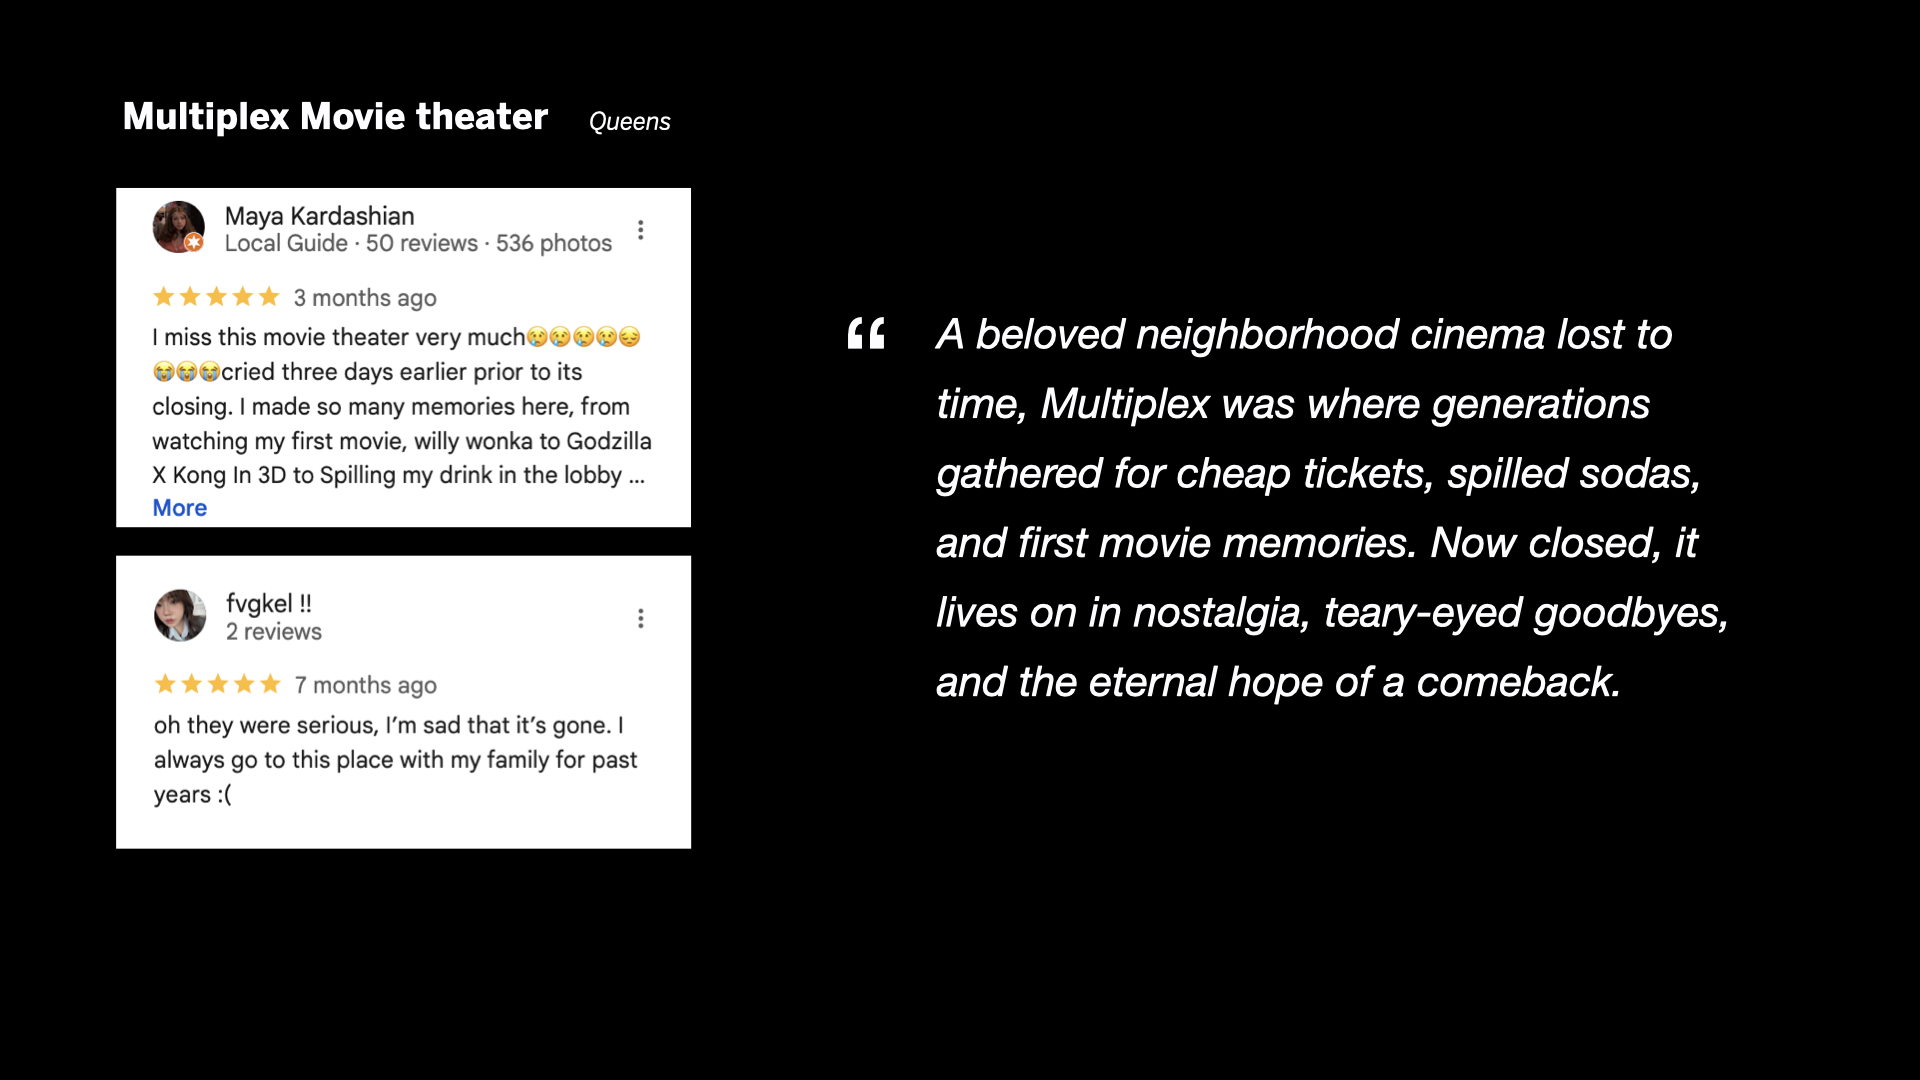 Multiplex Movie theater Queens
Maya Kardashian
Local Guide · 50 reviews · 536 photos
3 months ago
I miss this movie theater very much😢😢😢😢😔
😭😭😭cried three days earlier prior to its
closing. I made so many memories here, from
watching my first movie, willy wonka to Godzilla
X Kong In 3D to Spilling my drink in the lobby ...
More
fvgkel !!
2 reviews
7 months ago
oh they were serious, I’m sad that it’s gone. I
always go to this place with my family for past
years :(
“ A beloved neighborhood cinema lost to
time, Multiplex was where generations
gathered for cheap tickets, spilled sodas,
and first movie memories. Now closed, it
lives on in nostalgia, teary-eyed goodbyes,
and the eternal hope of a comeback.